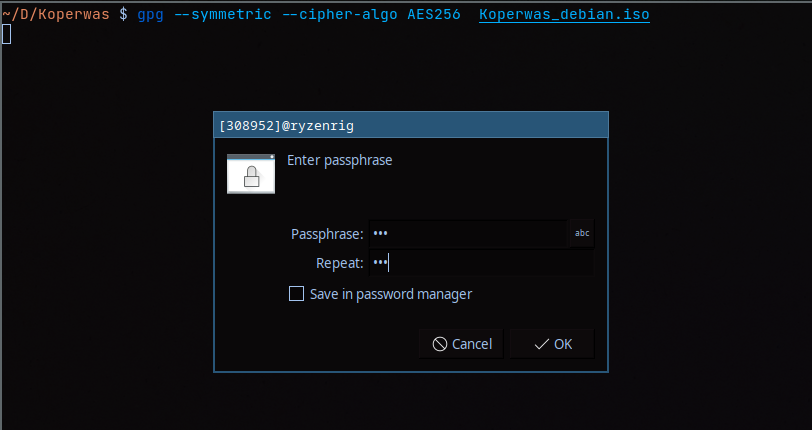 ~/D/Koperwas $ gpg --symmetric --cipher-algo AES256  Koperwas_debian.iso
[308952]@ryzenrig
Enter passphrase
Passphrase: ••• abc
Repeat: •••
Save in password manager
Cancel OK